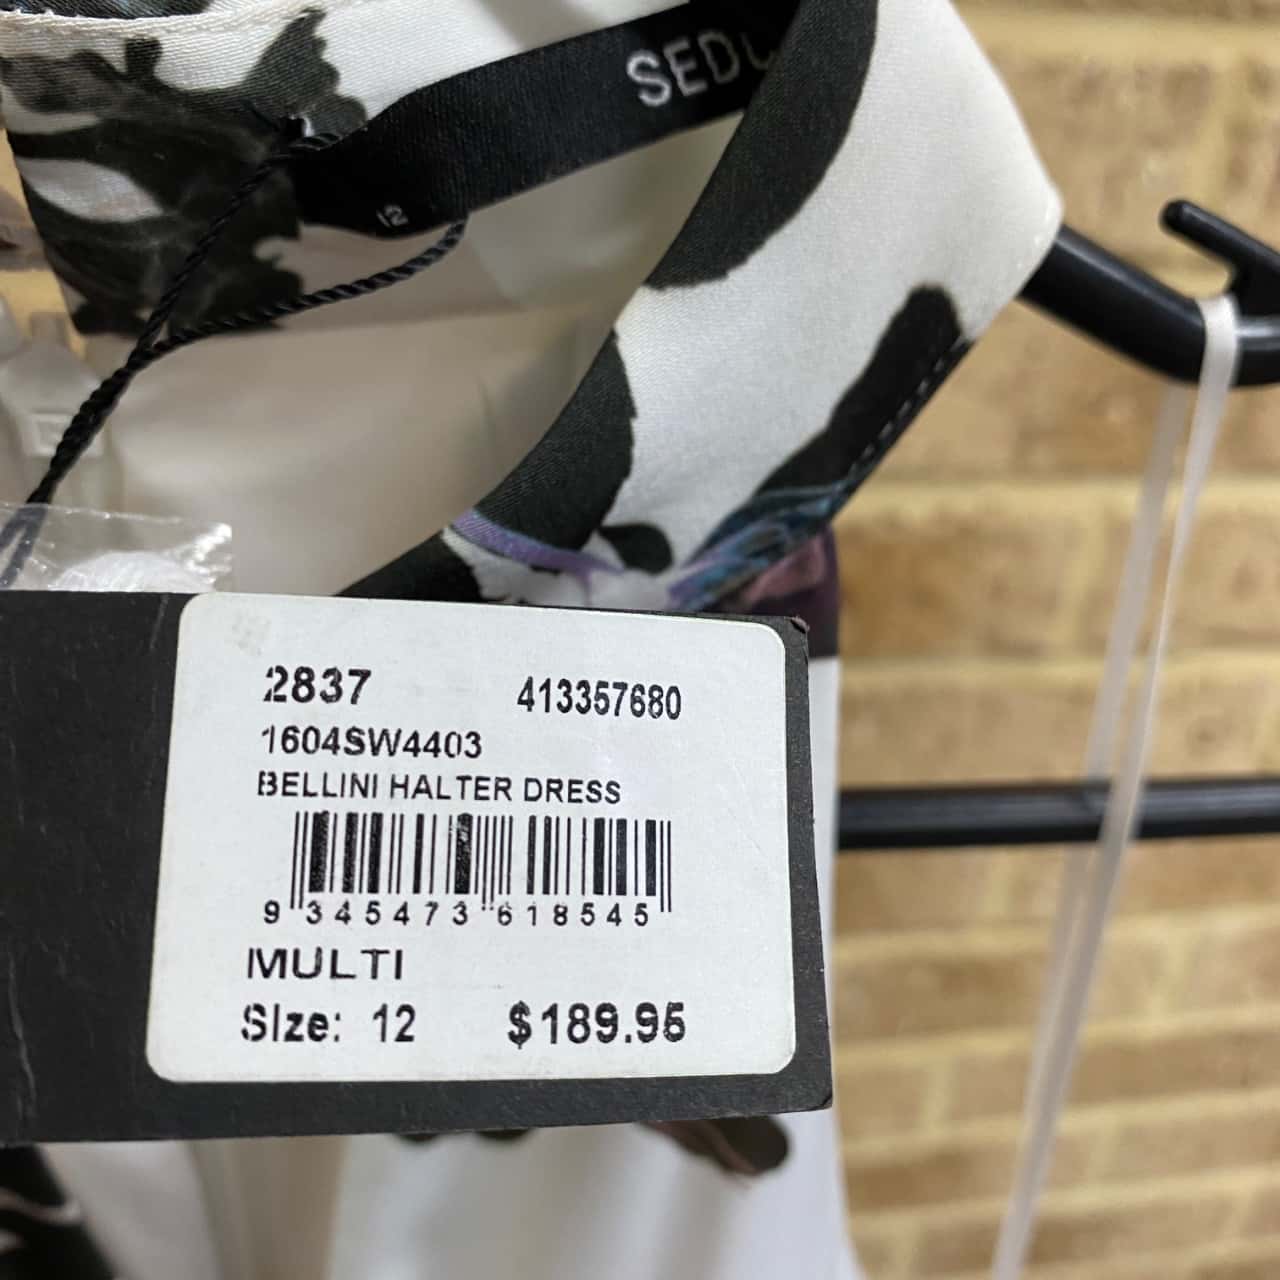 SEDU
12
2837 413357680
1604SW4403
BELLINI HALTER DRESS
9 345473 618545
MULTI
Size: 12 $189.95